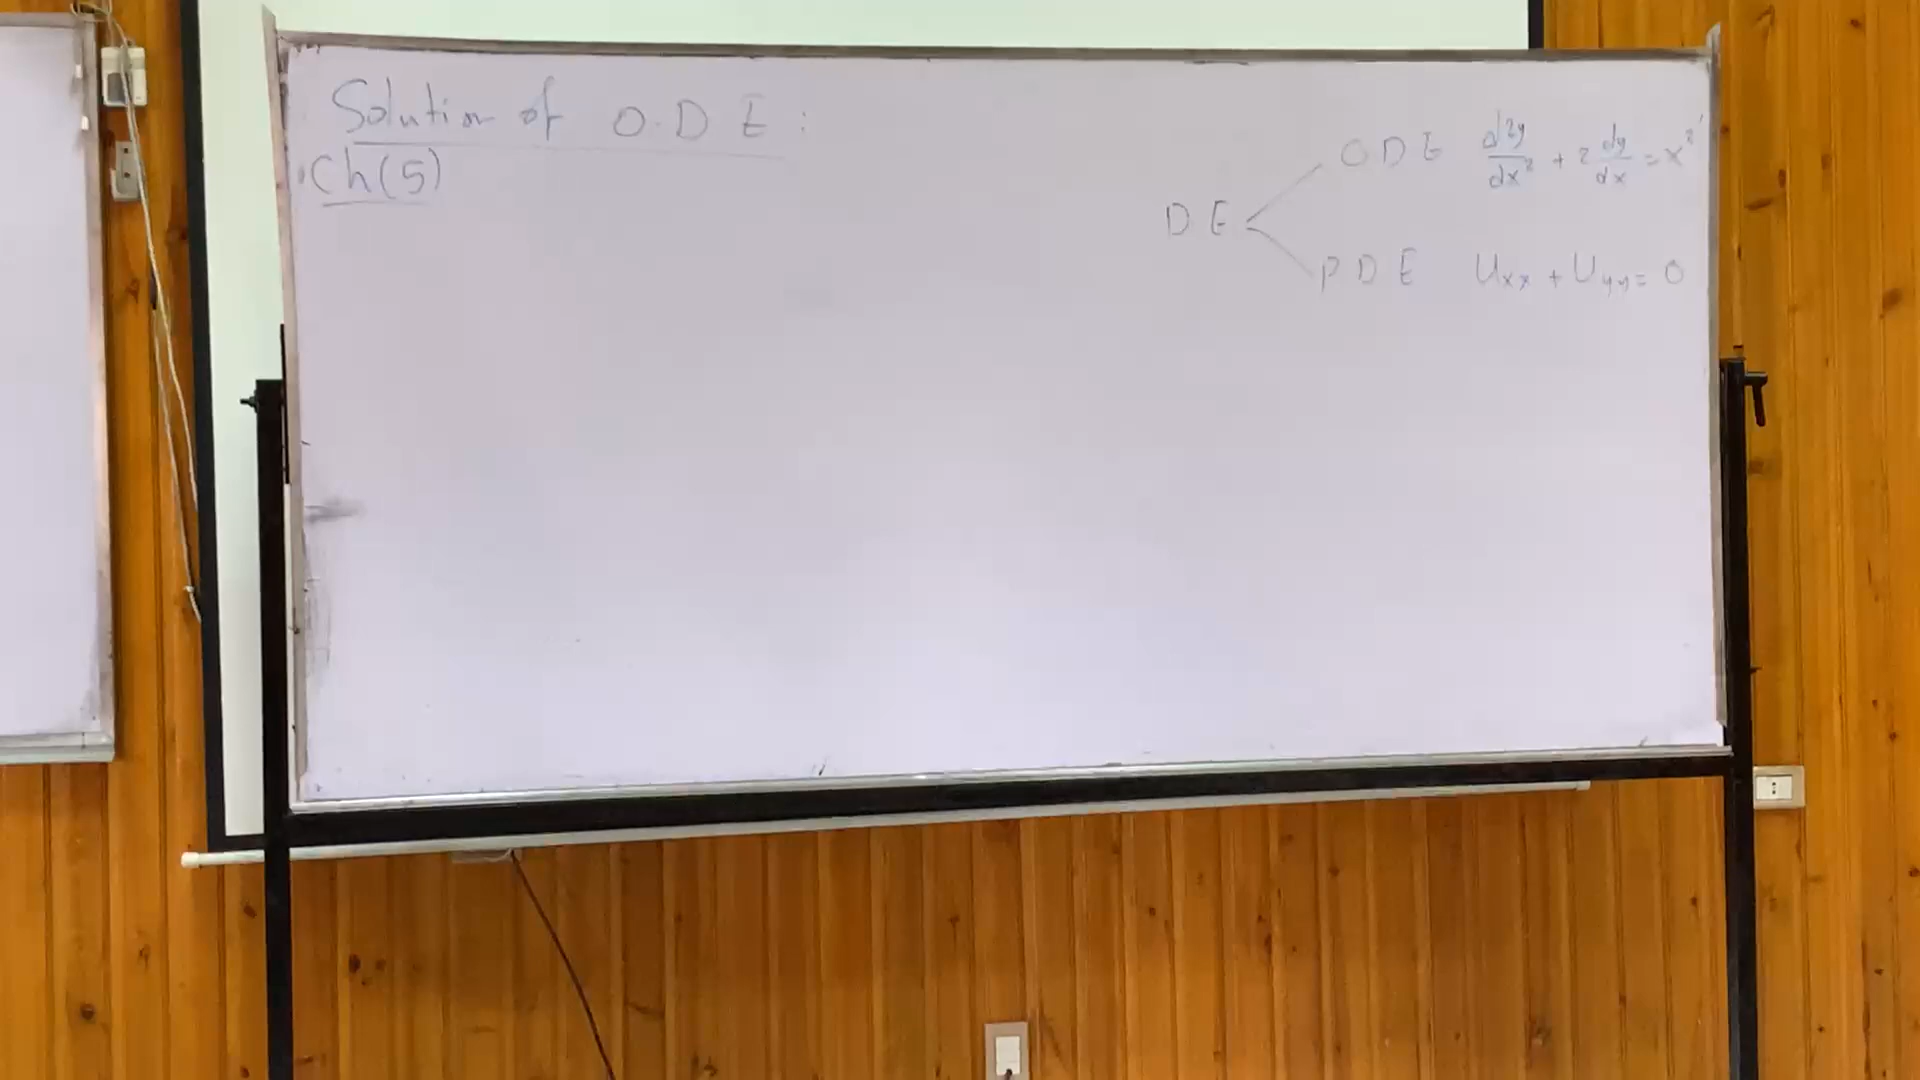 Solution of O.D E :
Ch(5)
D E
O D E d²y/dx² + 2 dy/dx = x²
P D E Uxx + Uyy = 0